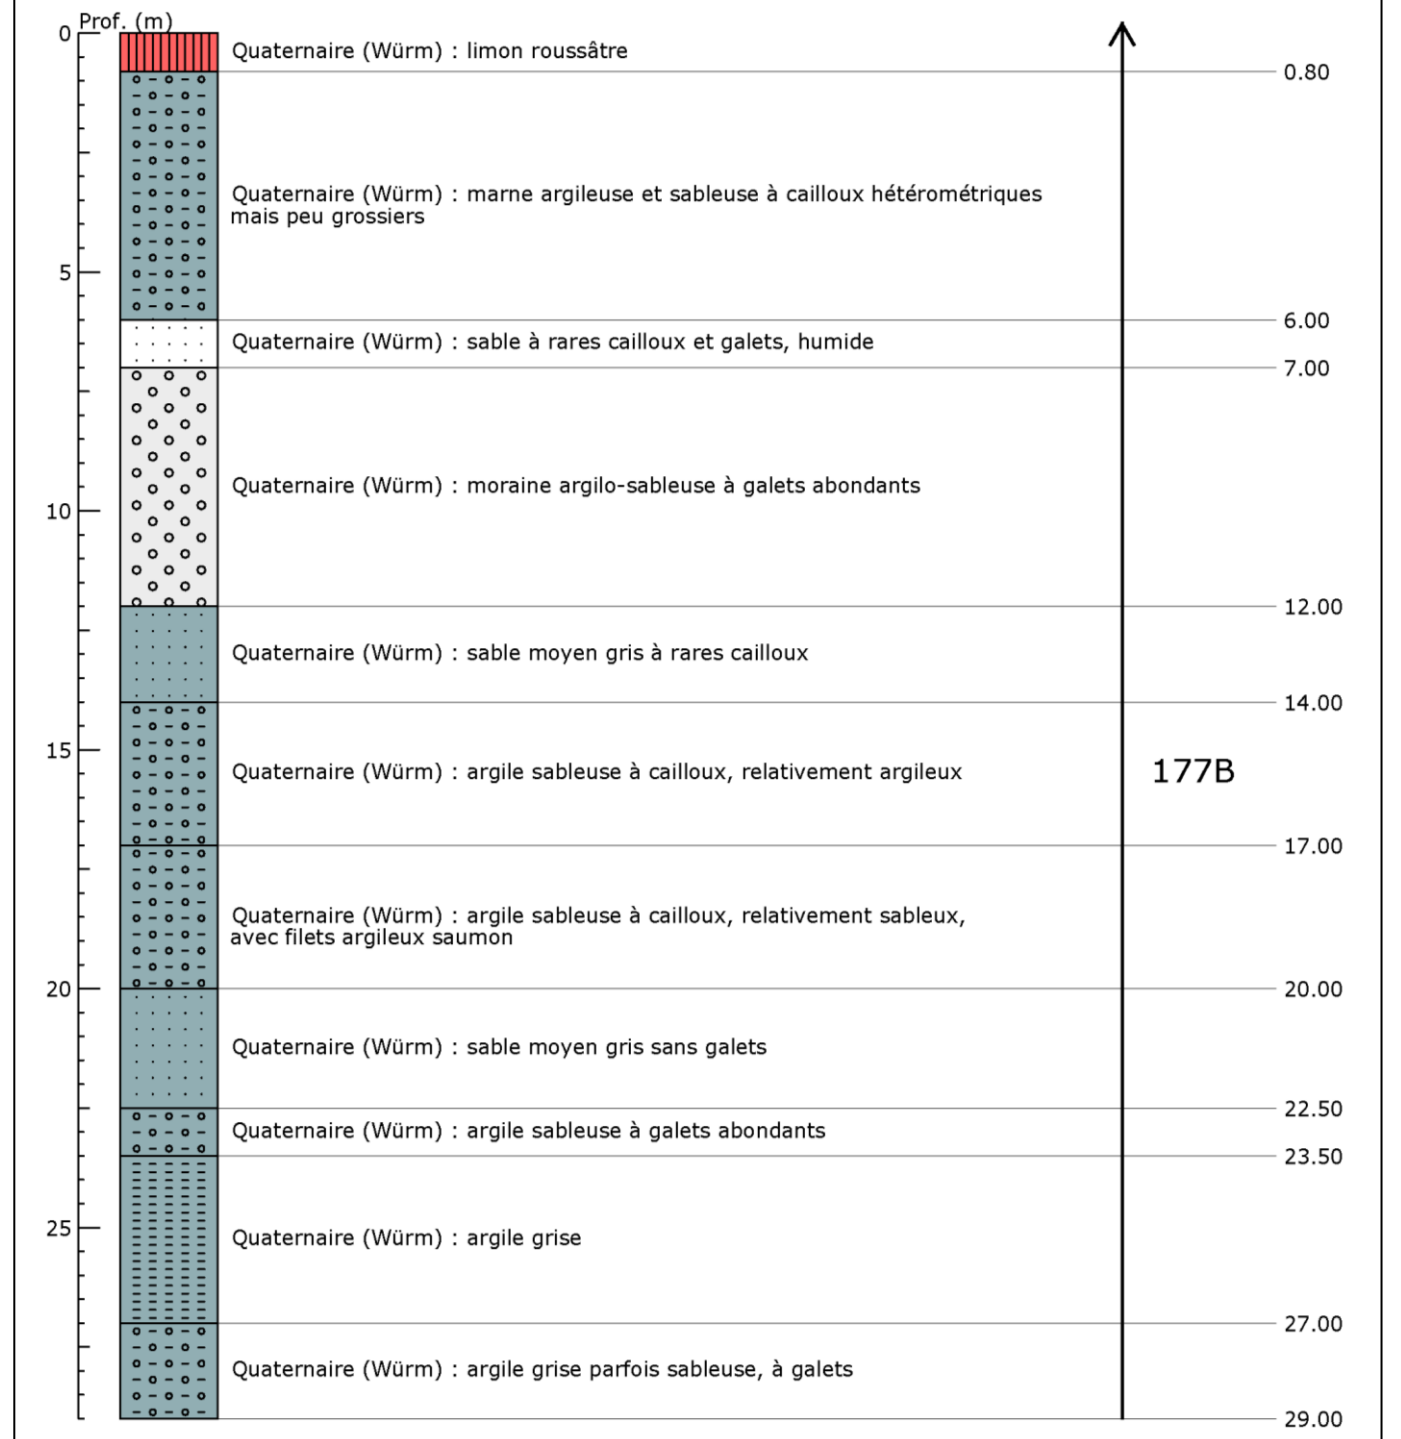 Prof. (m)
0
Quaternaire (Würm) : limon roussâtre
0.80
Quaternaire (Würm) : marne argileuse et sableuse à cailloux hétérométriques
mais peu grossiers
5
6.00
Quaternaire (Würm) : sable à rares cailloux et galets, humide
7.00
Quaternaire (Würm) : moraine argilo-sableuse à galets abondants
10
12.00
Quaternaire (Würm) : sable moyen gris à rares cailloux
14.00
15
Quaternaire (Würm) : argile sableuse à cailloux, relativement argileux
177B
17.00
Quaternaire (Würm) : argile sableuse à cailloux, relativement sableux,
avec filets argileux saumon
20
20.00
Quaternaire (Würm) : sable moyen gris sans galets
22.50
Quaternaire (Würm) : argile sableuse à galets abondants
23.50
25
Quaternaire (Würm) : argile grise
27.00
Quaternaire (Würm) : argile grise parfois sableuse, à galets
29.00